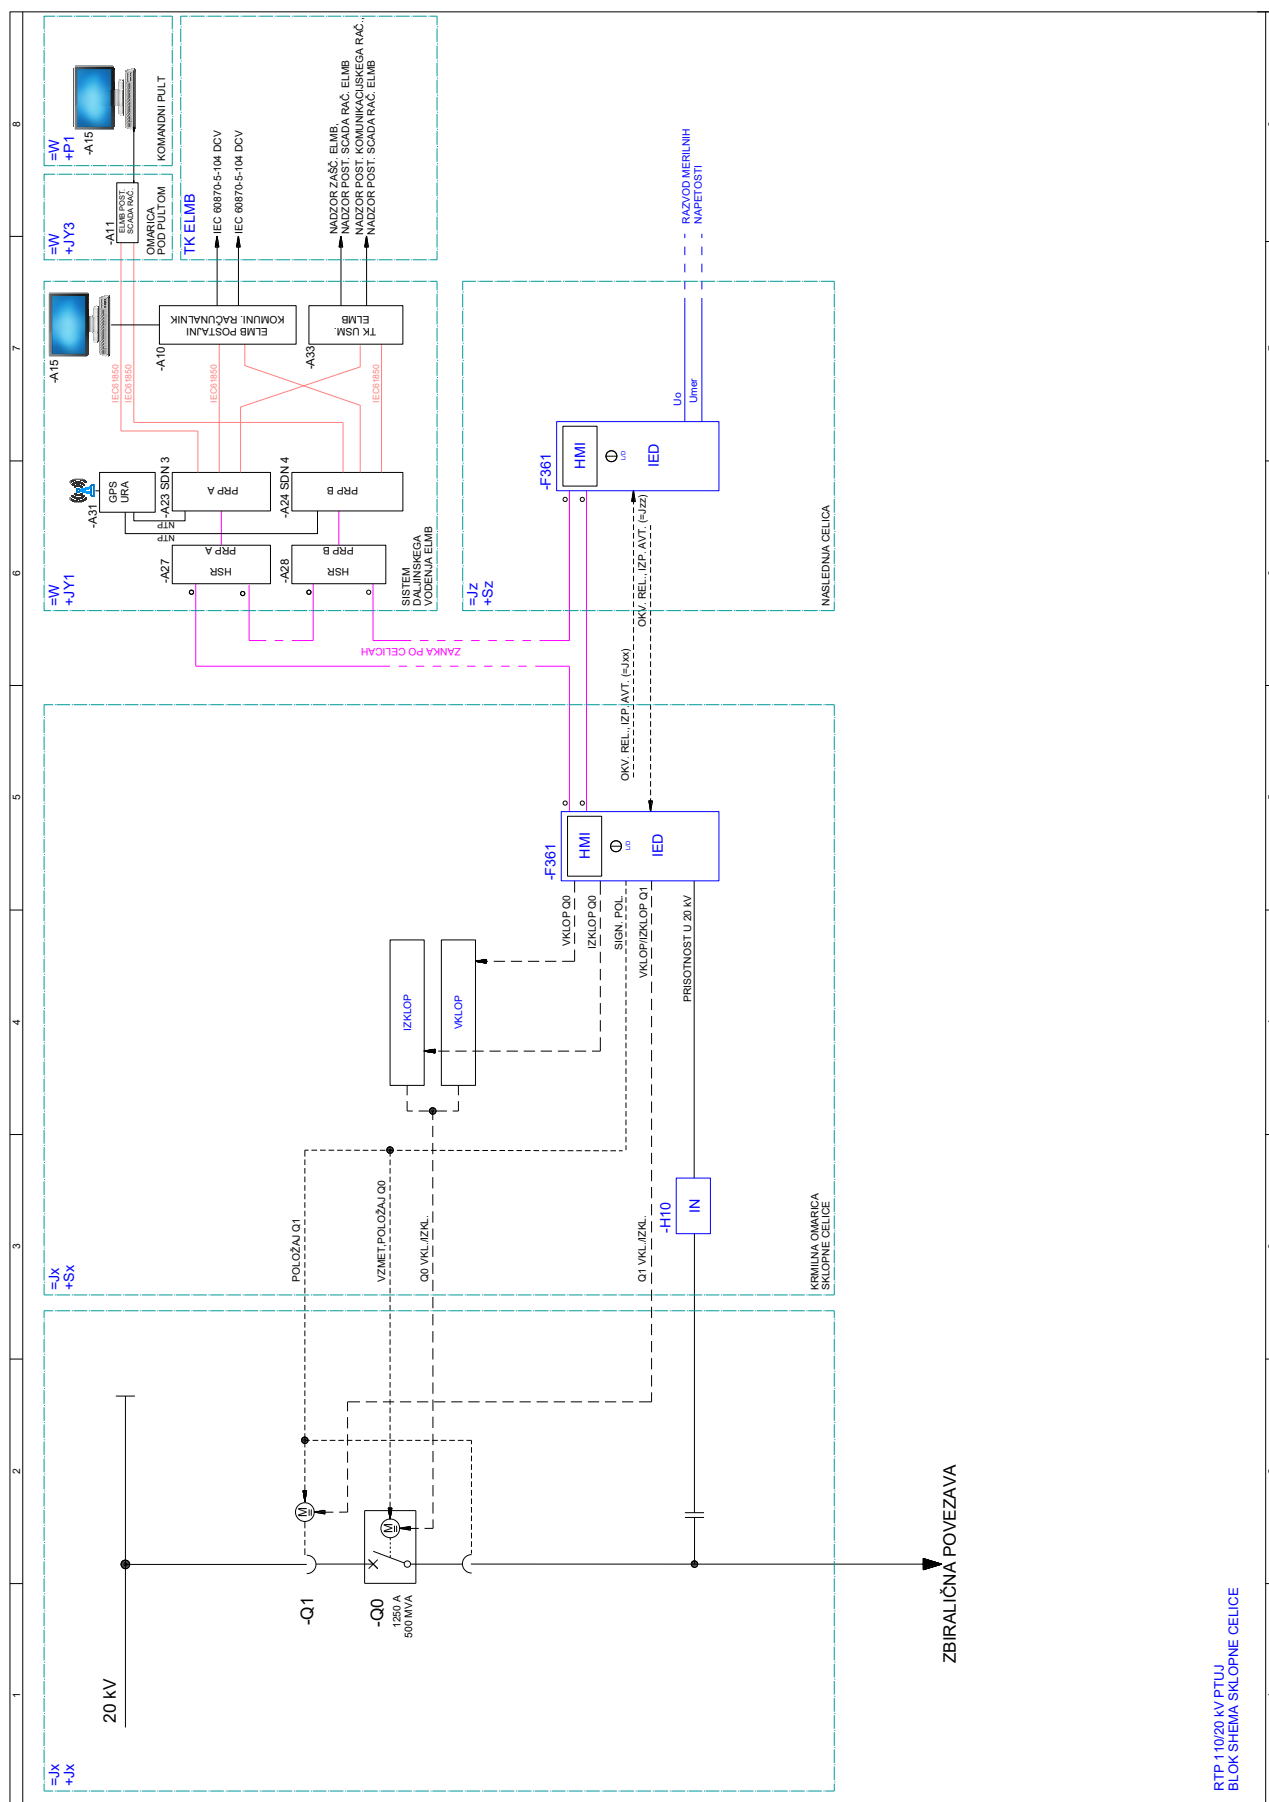 1
2
3
4
5
6
7
8
=Jx
+Jx
20 kV
-Q1
-Q0
1250 A
500 MVA
M
M
ZBIRALIČNA POVEZAVA
=Jx
+Sx
POLOŽAJ Q1
VZMET,POLOŽAJ Q0
Q0 VKL./IZKL.
Q1 VKL./IZKL.
-H10
IN
IZKLOP
VKLOP
VKLOP Q0
IZKLOP Q0
SIGN. POL.
VKLOP/IZKLOP Q1
PRISOTNOST U 20 kV
-F361
HMI
L/D
IED
KRMILNA OMARICA
SKLOPNE CELICE
OKV. REL., IZP. AVT. (=Jxx)
OKV. REL., IZP. AVT. (=Jzz)
ZANKA PO CELICAH
=W
+JY1
-A31
GPS
URA
NTP
NTP
-A27
HSR
PRP A
-A28
HSR
PRP B
-A23 SDN 3
PRP A
-A24 SDN 4
PRP B
SISTEM
DALJINSKEGA
VODENJA ELMB
IEC61850
IEC61850
IEC61850
IEC61850
-A15
-A10
ELMB POSTAJNI
KOMUNI. RAČUNALNIK
-A33
TK USM.
ELMB
=W
+JY3
-A11
ELMB POST.
SCADA RAČ.
OMARICA
POD PULTOM
=W
+P1
-A15
KOMANDNI PULT
TK ELMB
IEC 60870-5-104 DCV
IEC 60870-5-104 DCV
NADZOR ZAŠČ. ELMB,
NADZOR POST. SCADA RAČ. ELMB
NADZOR POST. KOMUNIKACIJSKEGA RAČ.,
NADZOR POST. SCADA RAČ. ELMB
=Jz
+Sz
-F361
HMI
L/D
IED
Uo
Umer
RAZVOD MERILNIH
NAPETOSTI
NASLEDNJA CELICA
RTP 110/20 kV PTUJ
BLOK SHEMA SKLOPNE CELICE